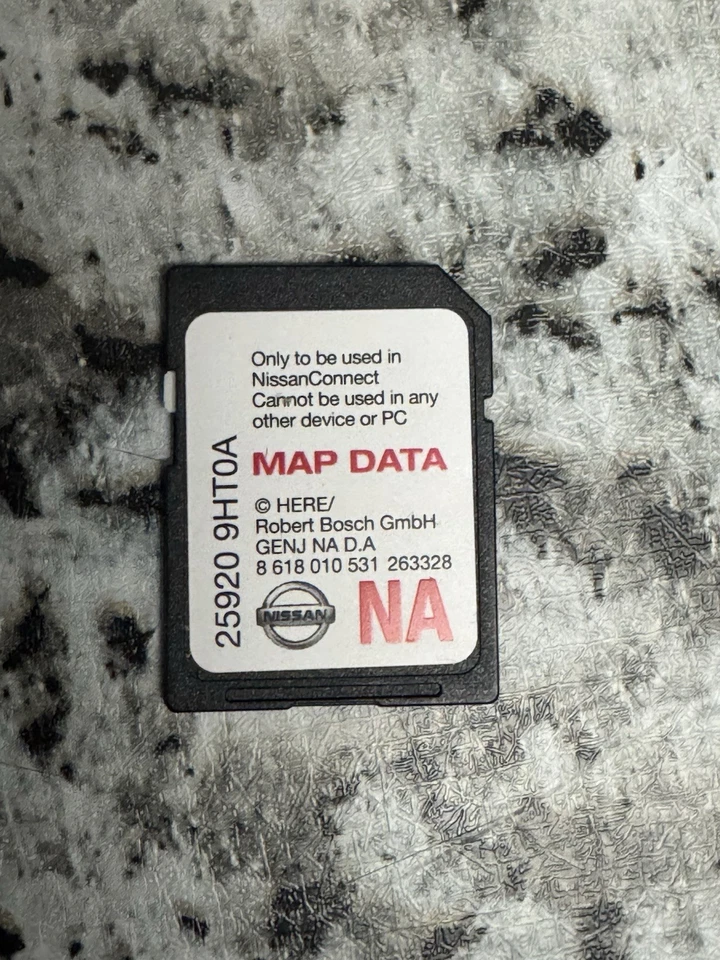 Only to be used in
NissanConnect
Cannot be used in any
other device or PC
MAP DATA
© HERE/
Robert Bosch GmbH
GENJ NA D.A
8 618 010 531 263328
NISSAN
NA
25920 9HT0A